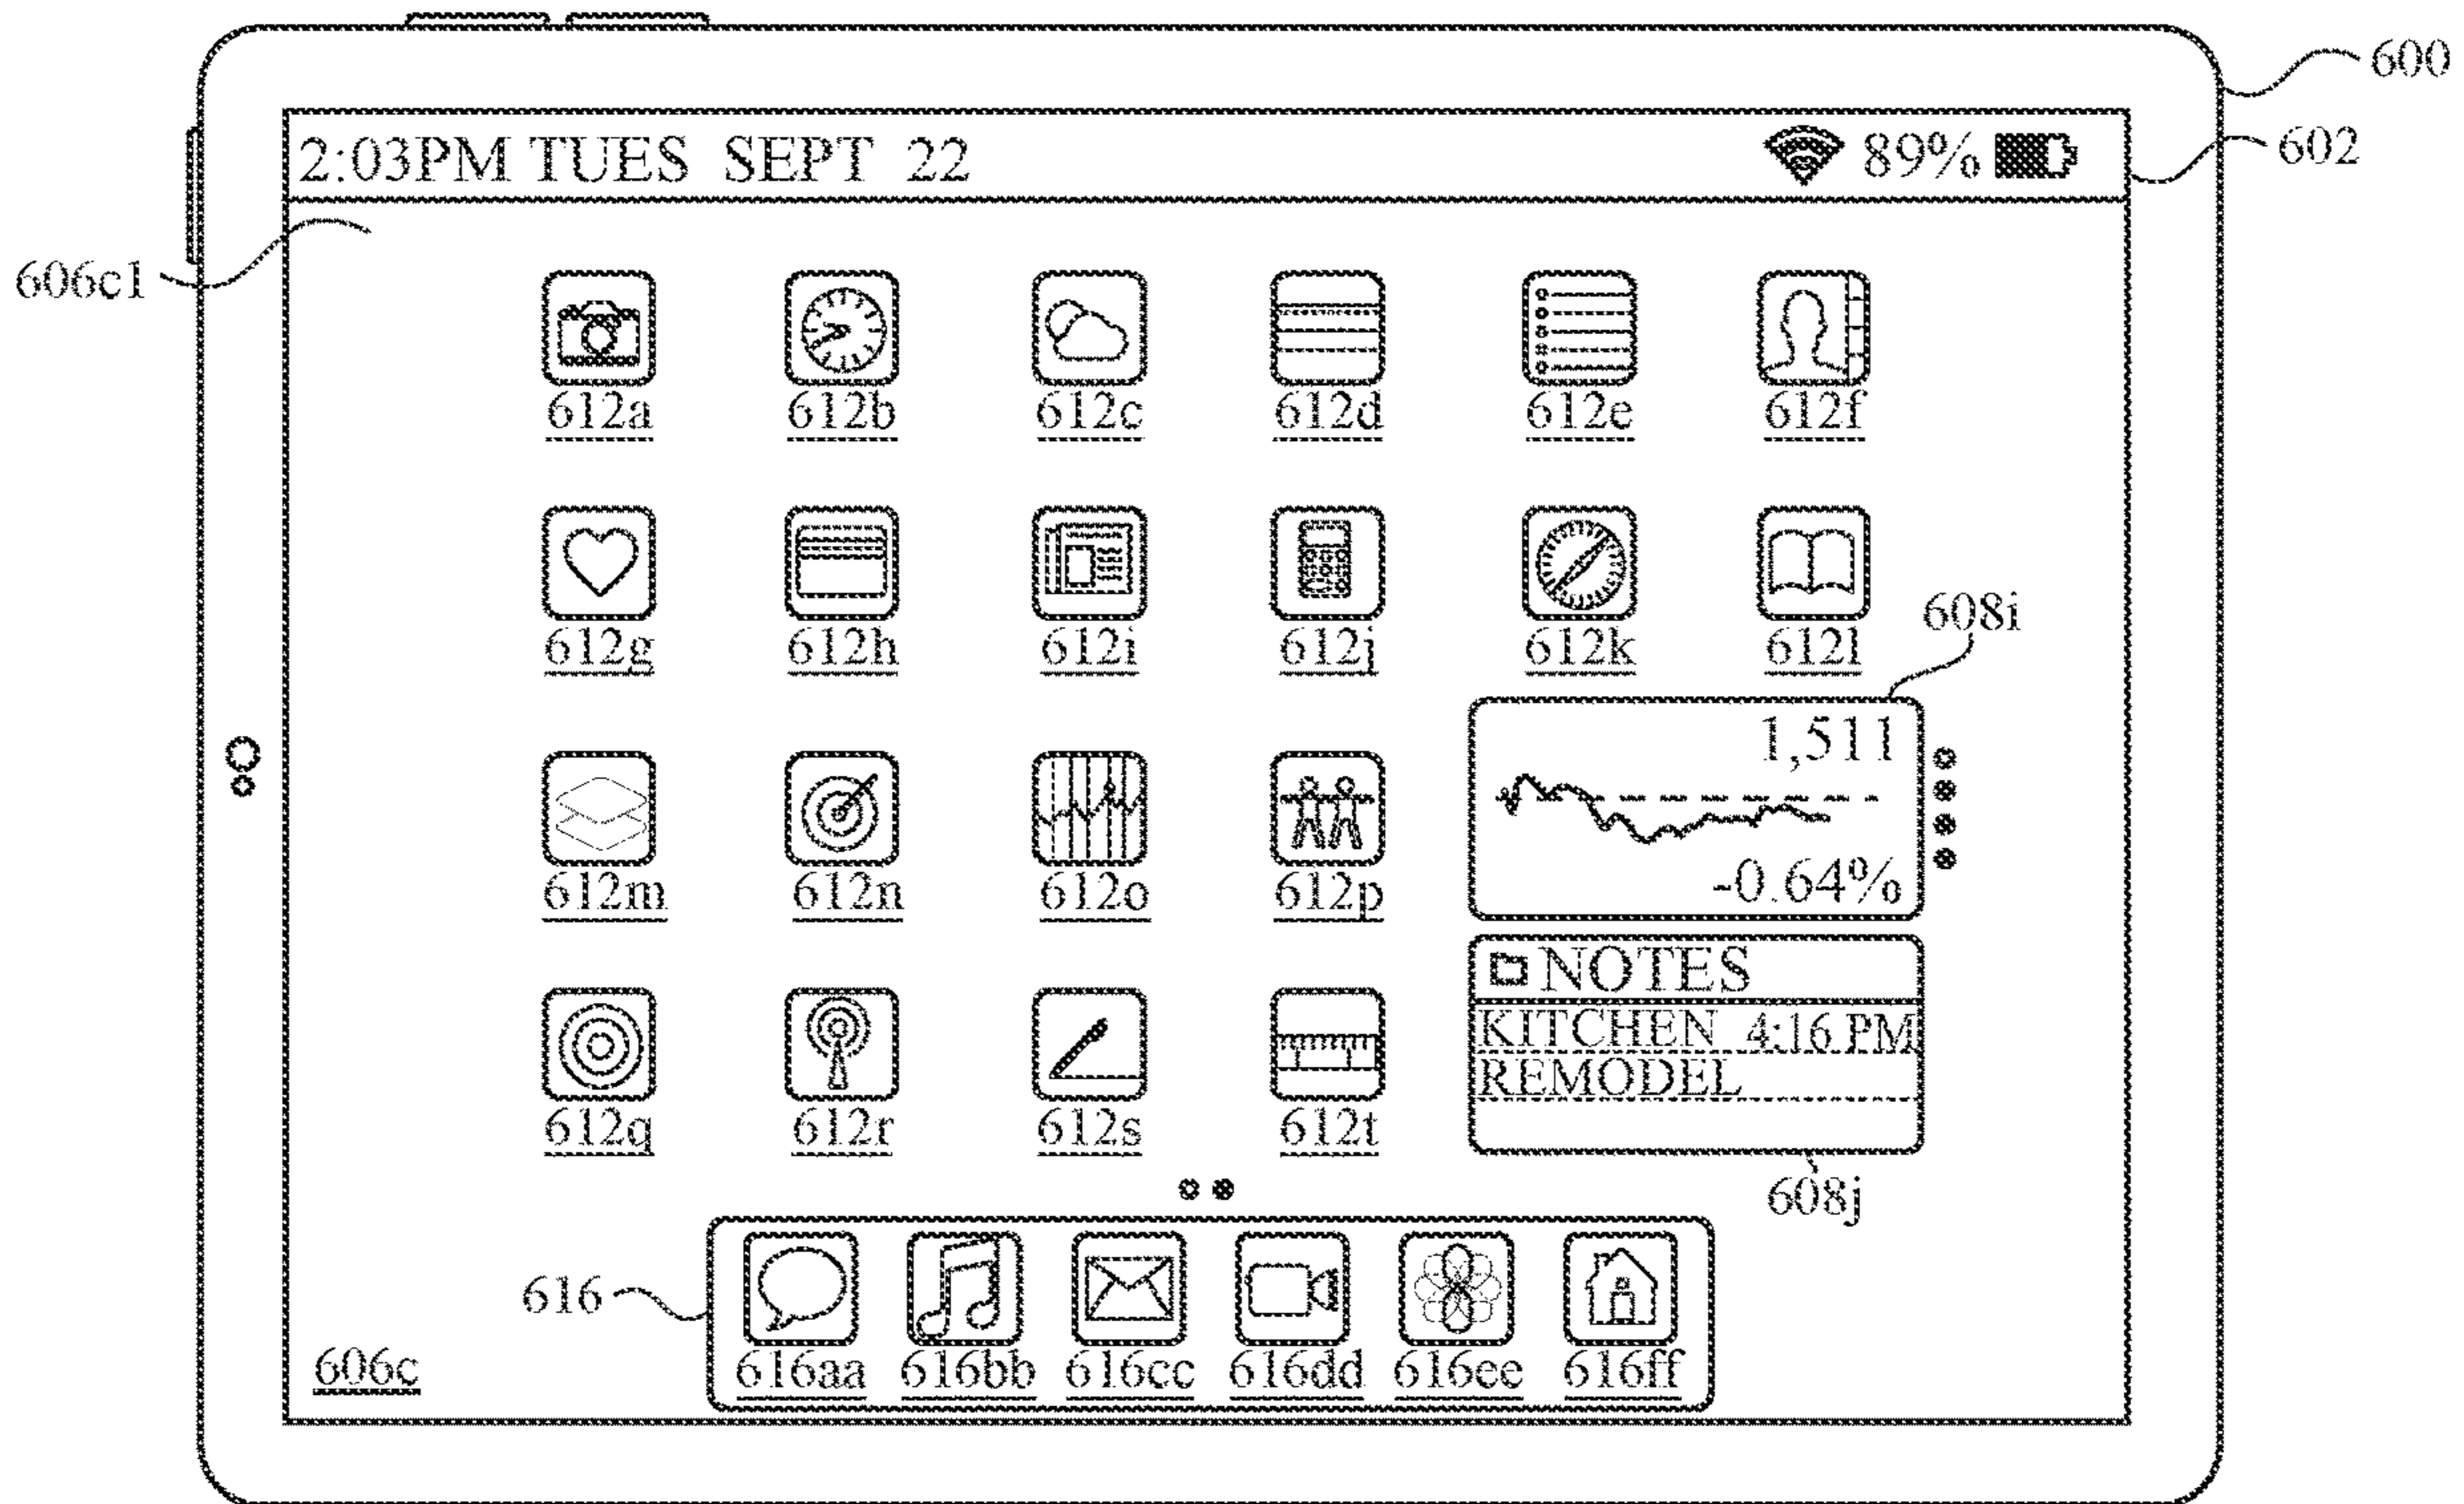 600
2:03PM TUES SEPT 22 89%
602
606c1
612a 612b 612c 612d 612e 612f
612g 612h 612i 612j 612k 612l
608i
1,511
-0.64%
612m 612n 612o 612p
NOTES
KITCHEN 4:16 PM
REMODEL
612q 612r 612s 612t
608j
616
616aa 616bb 616cc 616dd 616ee 616ff
606c